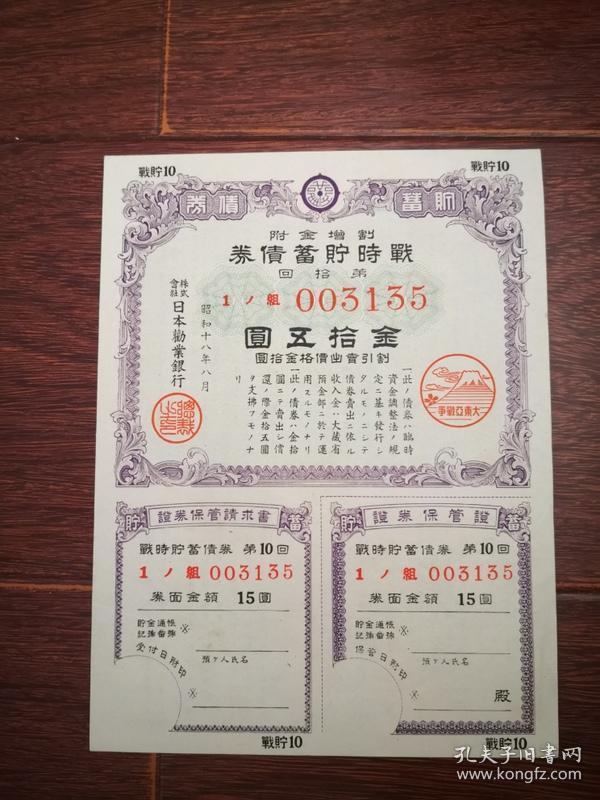 戰貯10
戰貯10
券債 蓄貯
附金增割
券債蓄貯時戰
回拾第
1ノ組 003135
圓五拾金
圓拾金格價出賣引割
一此ノ債券ハ臨時
資金調整法ノ規
定ニ基キ發行シ
タルモノニシテ
債券賣出ニ依ル
收入金ハ大藏省
預金部ニ於テ運
用スルモノナリ
一此ノ債券ハ金拾
圓ニテ賣出シ償
還ノ際金拾五圓
ヲ支拂フモノナ
リ
昭和十八年八月
株式會社 日本勸業銀行
總裁之印
爭戰亞東大
貯 證券保管請求書 蓄
戰時貯蓄債券 第10回
1ノ組 003135
券面金額 15圓
貯金通帳
記號番號
※
預ケ人氏名
受付日附印
※
貯 證券保管證 蓄
戰時貯蓄債券 第10回
1ノ組 003135
券面金額 15圓
貯金通帳
記號番號
※
預ケ人氏名
保管日附印
※
殿
戰貯10
戰貯10
孔夫子旧书网
www.kongfz.com